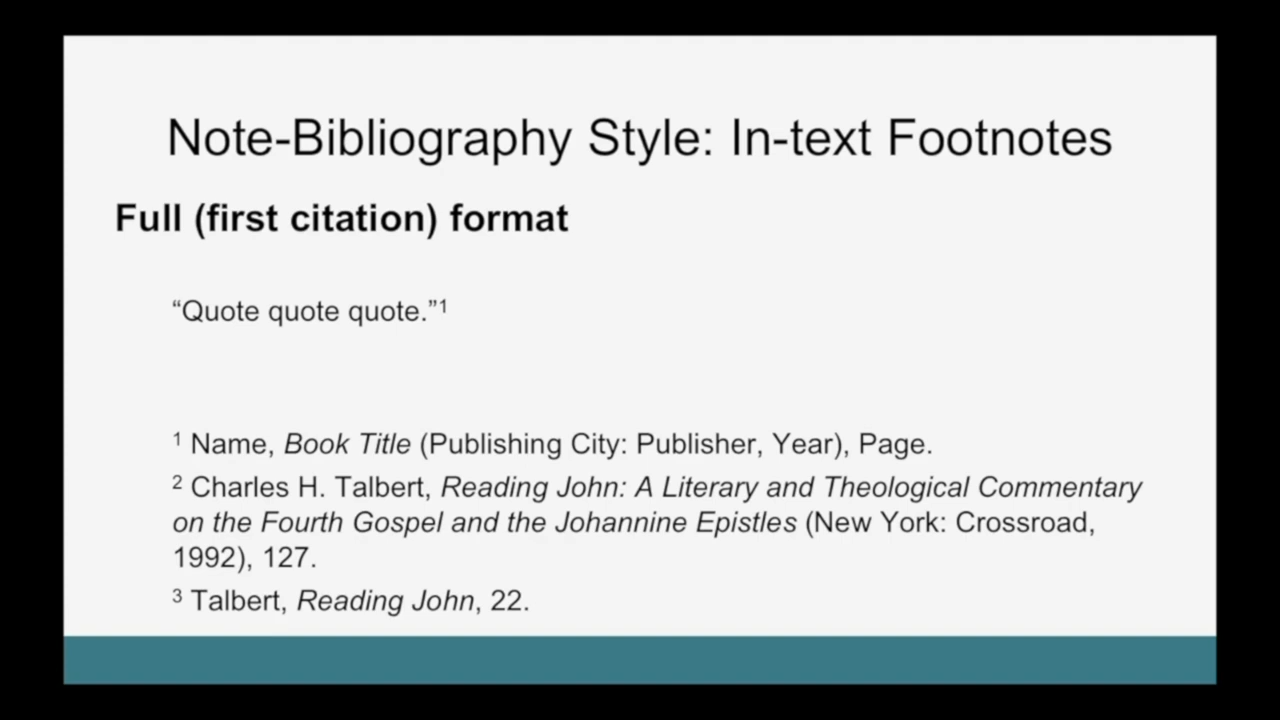 Note-Bibliography Style: In-text Footnotes
Full (first citation) format
“Quote quote quote.”¹
¹ Name, Book Title (Publishing City: Publisher, Year), Page.
² Charles H. Talbert, Reading John: A Literary and Theological Commentary
on the Fourth Gospel and the Johannine Epistles (New York: Crossroad,
1992), 127.
³ Talbert, Reading John, 22.